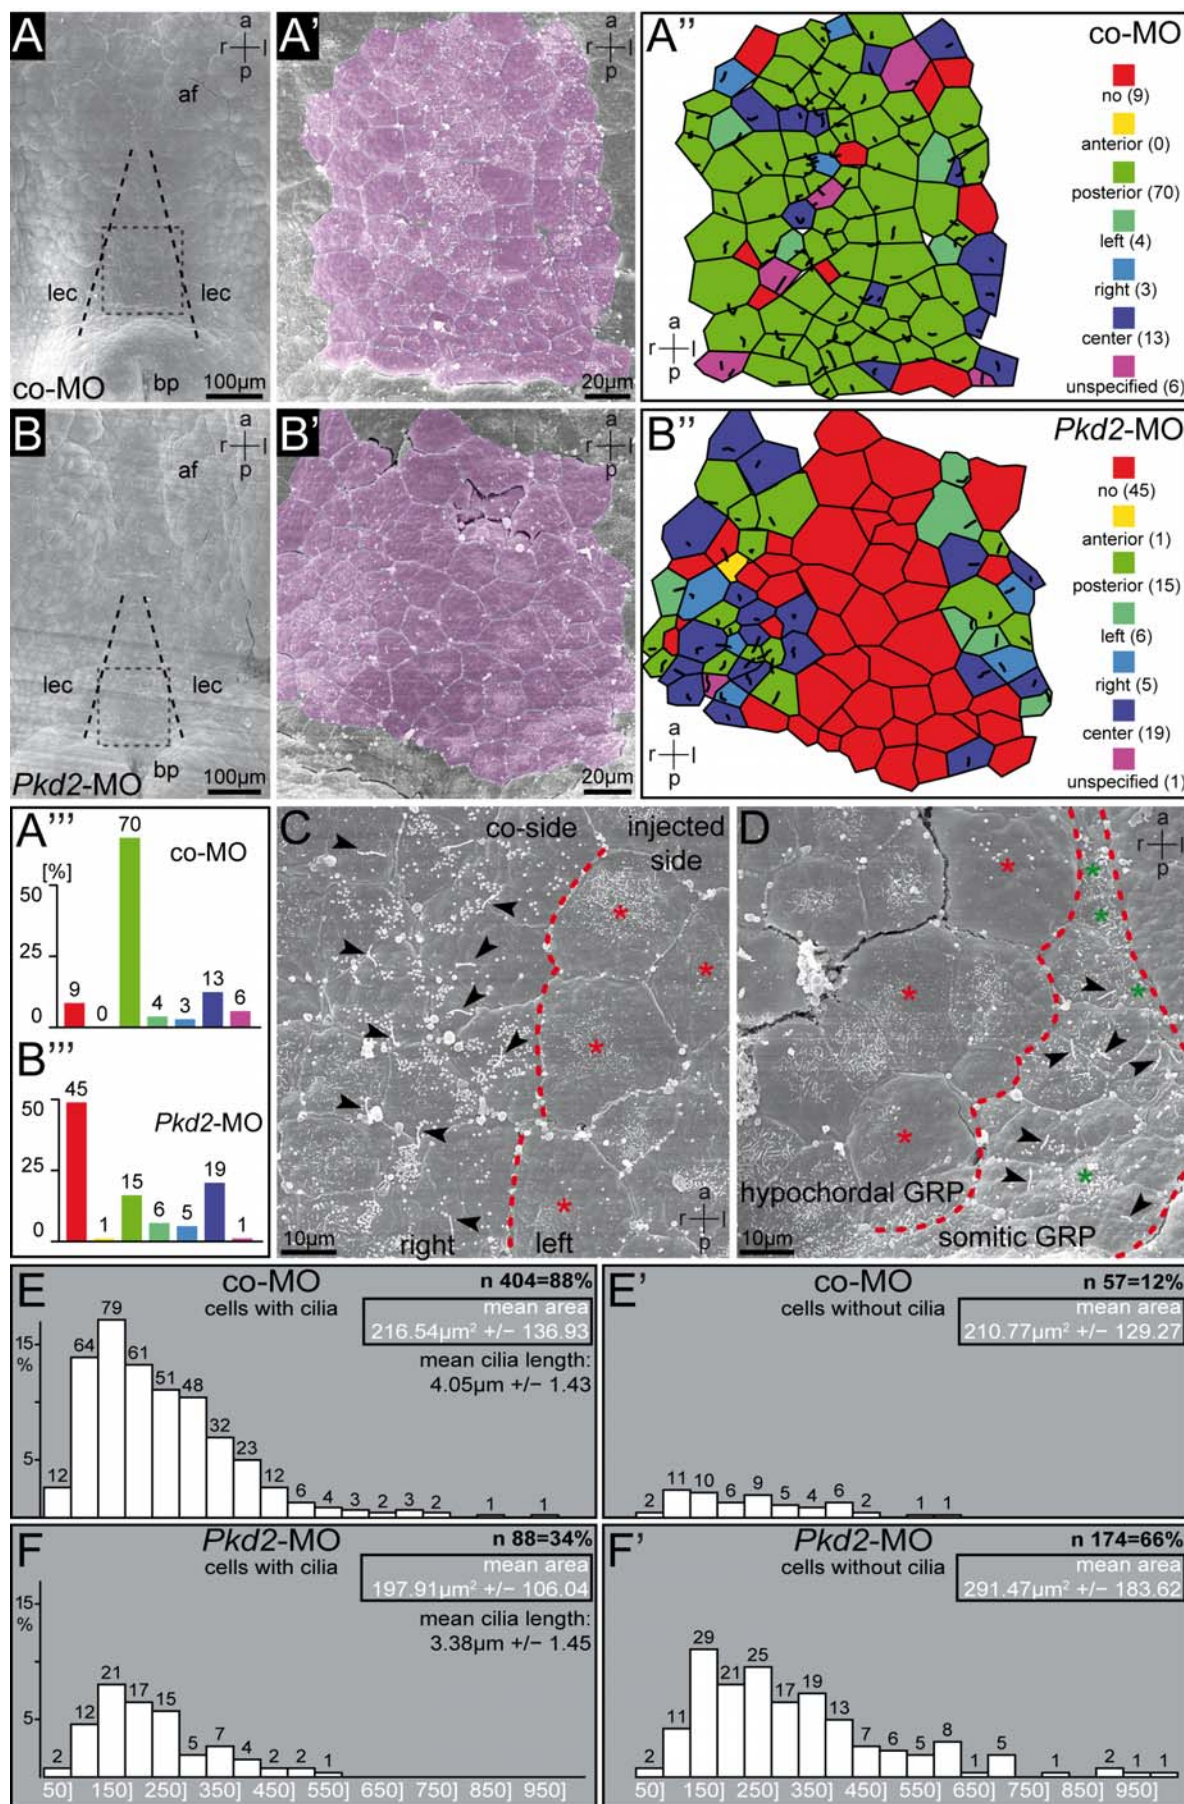 A
a
r l
p
af
lec lec
bp
co-MO
100µm
A'
a
r l
p
20µm
A''
co-MO
no (9)
anterior (0)
posterior (70)
left (4)
right (3)
center (13)
unspecified (6)
a
r l
p
B
a
r l
p
af
lec lec
bp
Pkd2-MO
100µm
B'
a
r l
p
20µm
B''
Pkd2-MO
no (45)
anterior (1)
posterior (15)
left (6)
right (5)
center (19)
unspecified (1)
a
r l
p
A'''
co-MO
[%]
50
25
0
9 0 70 4 3 13 6
B'''
Pkd2-MO
50
25
0
45 1 15 6 5 19 1
C
co-side
injected side
* * * *
right left
a
r l
p
10µm
D
a
r l
p
* * * * * * *
hypochordal GRP
somitic GRP
10µm
E
co-MO
cells with cilia
n 404=88%
mean area
216.54µm² +/− 136.93
mean cilia length:
4.05µm +/− 1.43
15
%
5
12 64 79 61 51 48 32 23 12 6 4 3 2 3 2 1 1
E'
co-MO
cells without cilia
n 57=12%
mean area
210.77µm² +/− 129.27
2 11 10 6 9 5 4 6 2 1 1
F
Pkd2-MO
cells with cilia
n 88=34%
mean area
197.91µm² +/− 106.04
mean cilia length:
3.38µm +/− 1.45
15
%
5
2 12 21 17 15 5 7 4 2 2 1
50] 150] 250] 350] 450] 550] 650] 750] 850] 950]
F'
Pkd2-MO
cells without cilia
n 174=66%
mean area
291.47µm² +/− 183.62
2 11 29 21 25 17 19 13 7 6 5 8 1 5 1 2 1 1
50] 150] 250] 350] 450] 550] 650] 750] 850] 950]